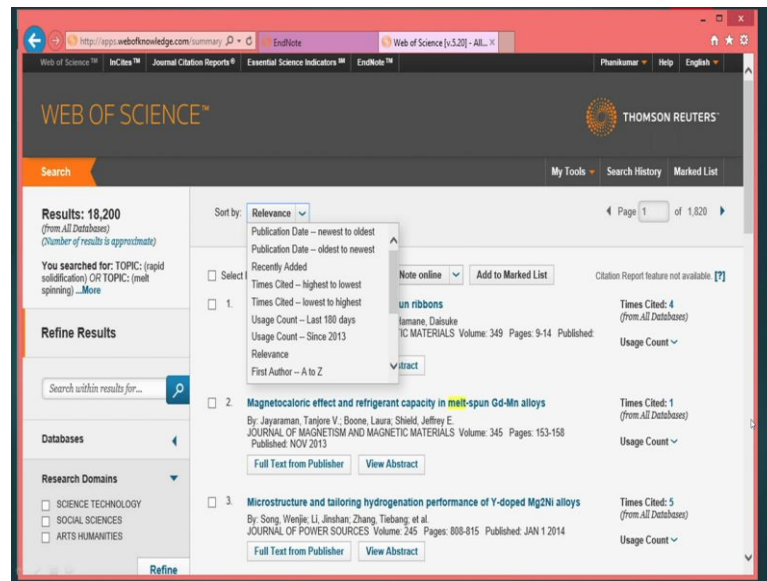 http://apps.webofknowledge.com/summary
EndNote
Web of Science [v.5.20] - All...
Web of Science™ InCites™ Journal Citation Reports® Essential Science Indicators℠ EndNote™
Phanikumar Help English
WEB OF SCIENCE™
THOMSON REUTERS
Search
My Tools Search History Marked List
Results: 18,200
(from All Databases)
(Number of results is approximate)
You searched for: TOPIC: (rapid
solidification) OR TOPIC: (melt
spinning) ...More
Refine Results
Search within results for...
Databases
Research Domains
SCIENCE TECHNOLOGY
SOCIAL SCIENCES
ARTS HUMANITIES
Refine
Sort by: Relevance
Page 1 of 1,820
Publication Date -- newest to oldest
Publication Date -- oldest to newest
Recently Added
Times Cited -- highest to lowest
Times Cited -- lowest to highest
Usage Count -- Last 180 days
Usage Count -- Since 2013
Relevance
First Author -- A to Z
Select
Note online Add to Marked List
Citation Report feature not available. [?]
1. un ribbons
Hamane, Daisuke
IC MATERIALS Volume: 349 Pages: 9-14 Published:
stract
Times Cited: 4
(from All Databases)
Usage Count
2. Magnetocaloric effect and refrigerant capacity in melt-spun Gd-Mn alloys
By: Jayaraman, Tanjore V.; Boone, Laura; Shield, Jeffrey E.
JOURNAL OF MAGNETISM AND MAGNETIC MATERIALS Volume: 345 Pages: 153-158
Published: NOV 2013
Full Text from Publisher View Abstract
Times Cited: 1
(from All Databases)
Usage Count
3. Microstructure and tailoring hydrogenation performance of Y-doped Mg2Ni alloys
By: Song, Wenjie; Li, Jinshan; Zhang, Tiebang; et al.
JOURNAL OF POWER SOURCES Volume: 245 Pages: 808-815 Published: JAN 1 2014
Full Text from Publisher View Abstract
Times Cited: 5
(from All Databases)
Usage Count